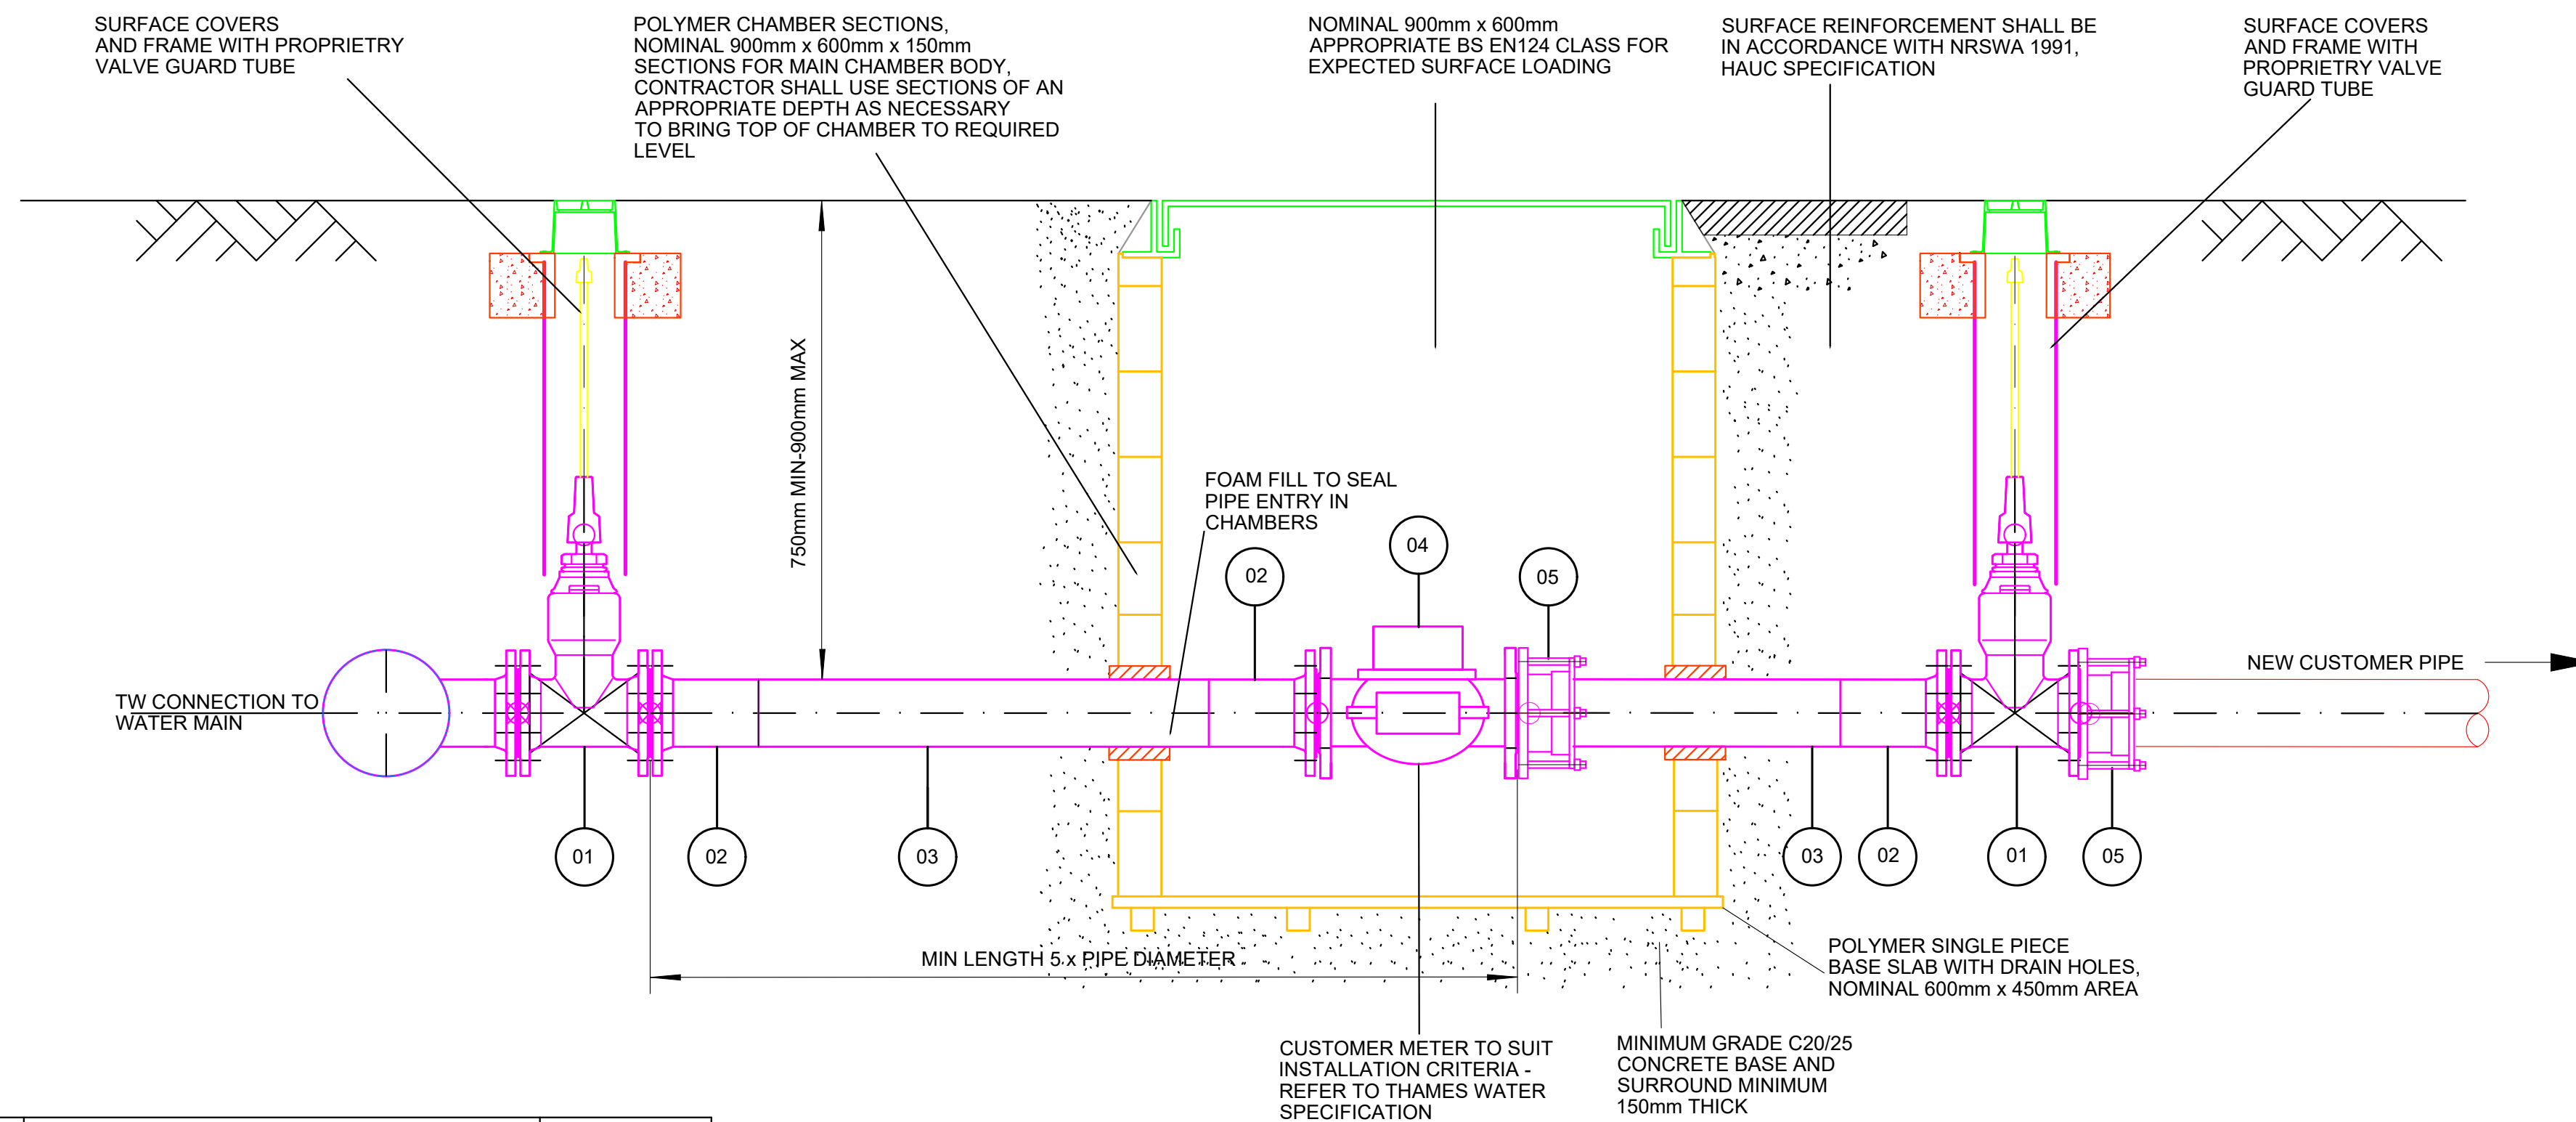 SURFACE COVERS
AND FRAME WITH PROPRIETRY
VALVE GUARD TUBE
POLYMER CHAMBER SECTIONS,
NOMINAL 900mm x 600mm x 150mm
SECTIONS FOR MAIN CHAMBER BODY,
CONTRACTOR SHALL USE SECTIONS OF AN
APPROPRIATE DEPTH AS NECESSARY
TO BRING TOP OF CHAMBER TO REQUIRED
LEVEL
NOMINAL 900mm x 600mm
APPROPRIATE BS EN124 CLASS FOR
EXPECTED SURFACE LOADING
SURFACE REINFORCEMENT SHALL BE
IN ACCORDANCE WITH NRSWA 1991,
HAUC SPECIFICATION
SURFACE COVERS
AND FRAME WITH
PROPRIETRY VALVE
GUARD TUBE
750mm MIN-900mm MAX
FOAM FILL TO SEAL
PIPE ENTRY IN
CHAMBERS
02
04
05
TW CONNECTION TO
WATER MAIN
NEW CUSTOMER PIPE
01
02
03
03
02
01
05
MIN LENGTH 5 x PIPE DIAMETER
POLYMER SINGLE PIECE
BASE SLAB WITH DRAIN HOLES,
NOMINAL 600mm x 450mm AREA
CUSTOMER METER TO SUIT
INSTALLATION CRITERIA -
REFER TO THAMES WATER
SPECIFICATION
MINIMUM GRADE C20/25
CONCRETE BASE AND
SURROUND MINIMUM
150mm THICK